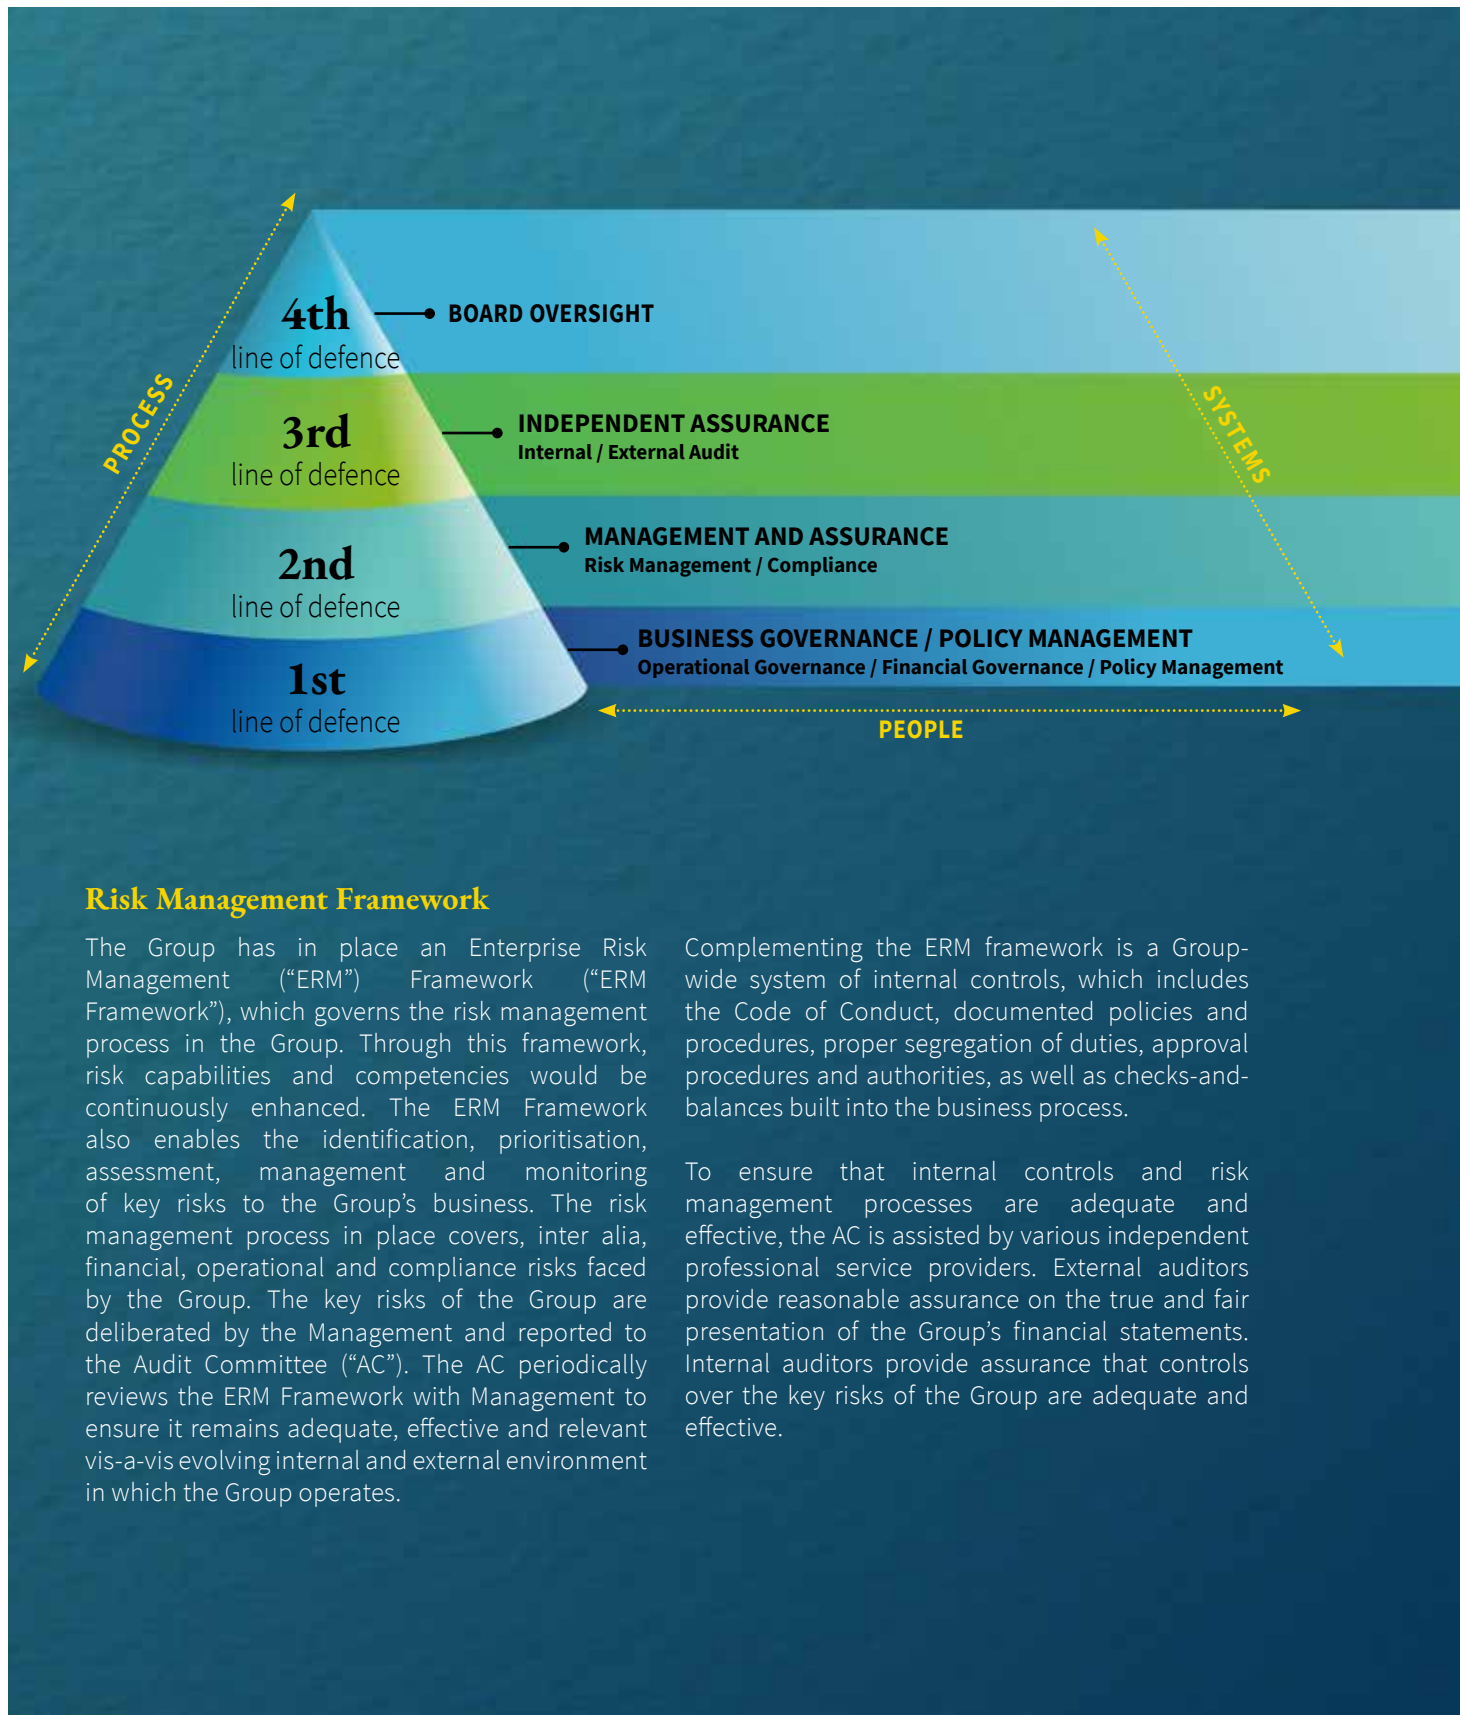 4th
line of defence
BOARD OVERSIGHT
3rd
line of defence
INDEPENDENT ASSURANCE
Internal / External Audit
2nd
line of defence
MANAGEMENT AND ASSURANCE
Risk Management / Compliance
1st
line of defence
BUSINESS GOVERNANCE / POLICY MANAGEMENT
Operational Governance / Financial Governance / Policy Management
PROCESS
SYSTEMS
PEOPLE
Risk Management Framework
The Group has in place an Enterprise Risk
Management (“ERM”) Framework (“ERM
Framework”), which governs the risk management
process in the Group. Through this framework,
risk capabilities and competencies would be
continuously enhanced. The ERM Framework
also enables the identification, prioritisation,
assessment, management and monitoring
of key risks to the Group’s business. The risk
management process in place covers, inter alia,
financial, operational and compliance risks faced
by the Group. The key risks of the Group are
deliberated by the Management and reported to
the Audit Committee (“AC”). The AC periodically
reviews the ERM Framework with Management to
ensure it remains adequate, effective and relevant
vis-a-vis evolving internal and external environment
in which the Group operates.
Complementing the ERM framework is a Group-
wide system of internal controls, which includes
the Code of Conduct, documented policies and
procedures, proper segregation of duties, approval
procedures and authorities, as well as checks-and-
balances built into the business process.
To ensure that internal controls and risk
management processes are adequate and
effective, the AC is assisted by various independent
professional service providers. External auditors
provide reasonable assurance on the true and fair
presentation of the Group’s financial statements.
Internal auditors provide assurance that controls
over the key risks of the Group are adequate and
effective.